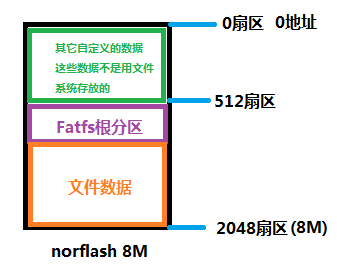 0扇区 0地址
其它自定义的数据
这些数据不是用文件
系统存放的
512扇区
Fatfs根分区
文件数据
2048扇区(8M)
norflash 8M